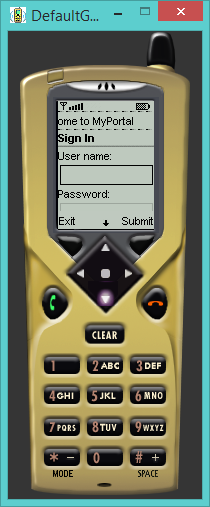 DefaultG...
ome to MyPortal
Sign In
User name:
Password:
Exit Submit
CLEAR
1 2 ABC 3 DEF
4 GHI 5 JKL 6 MNO
7 PQRS 8 TUV 9 WXYZ
* - 0 # +
MODE SPACE